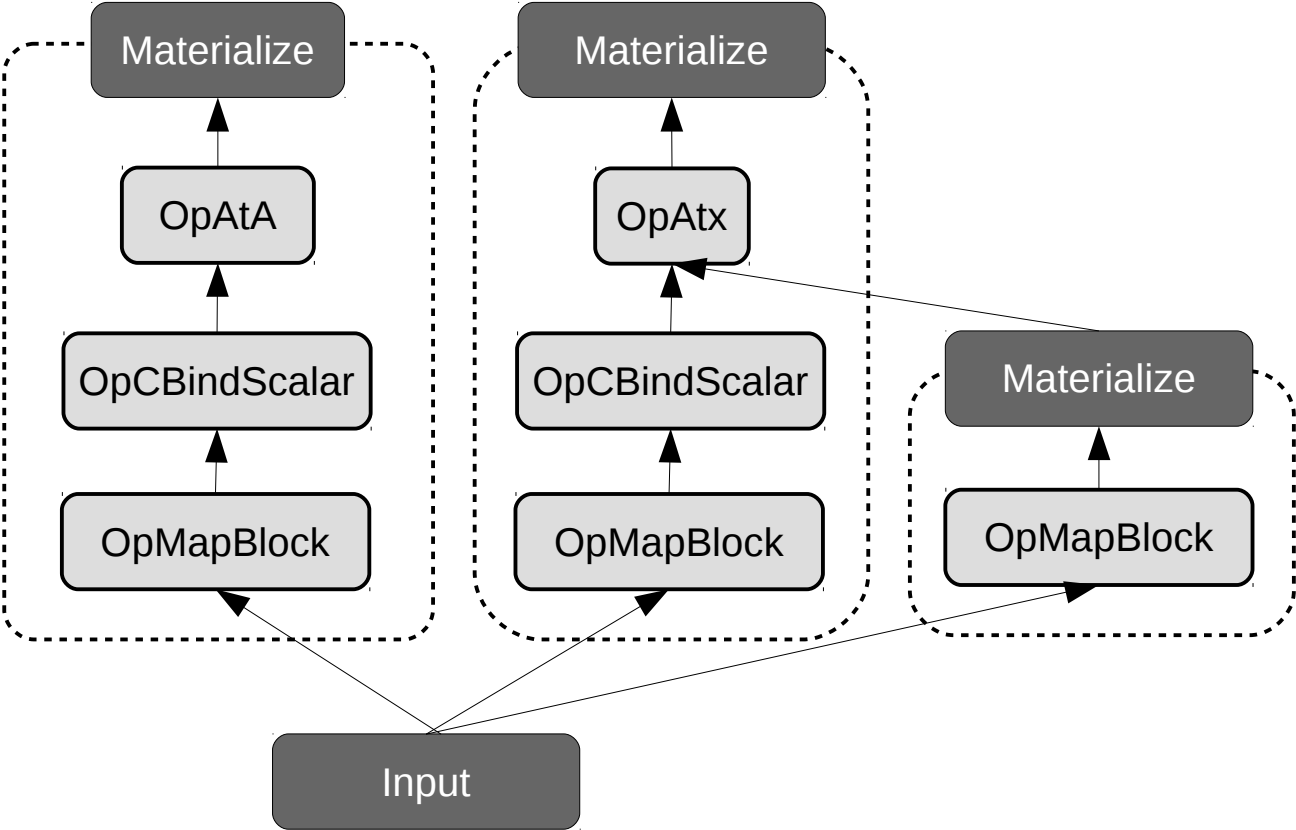 Materialize
Materialize
OpAtA
OpAtx
OpCBindScalar
OpCBindScalar
Materialize
OpMapBlock
OpMapBlock
OpMapBlock
Input